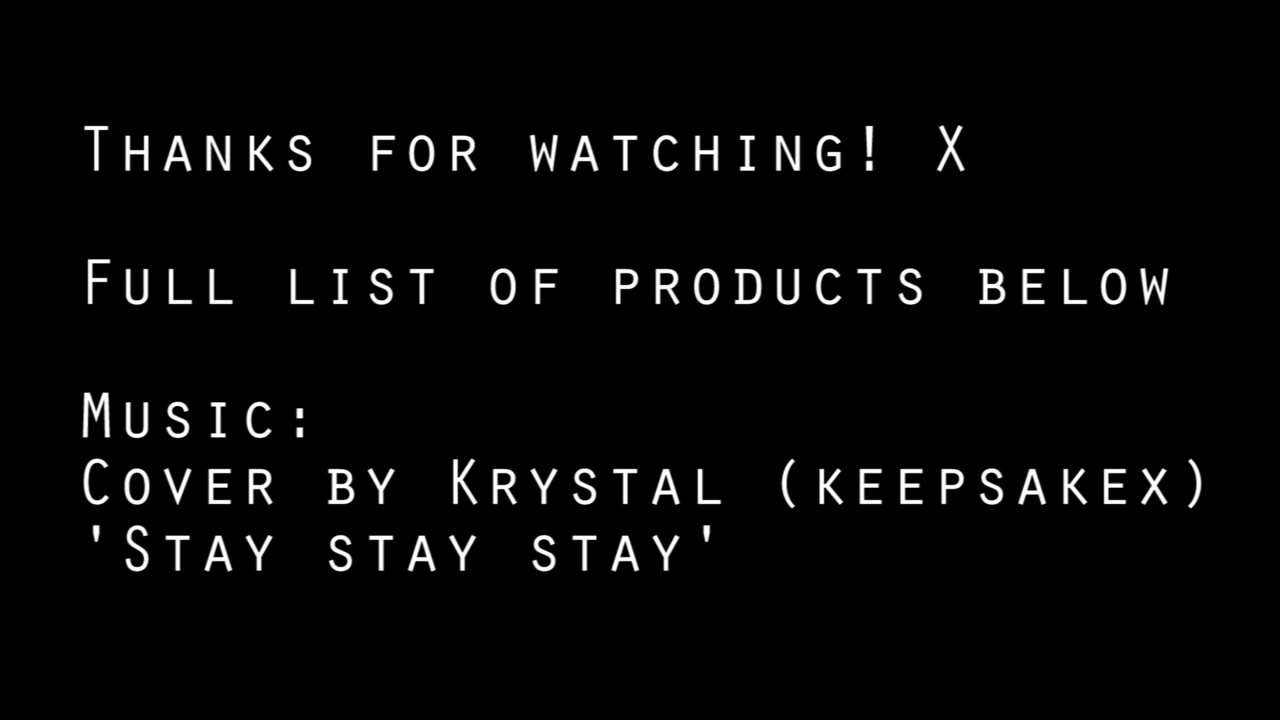 Thanks for watching! X
Full list of products below
Music:
Cover by Krystal (keepsakex)
'Stay stay stay'